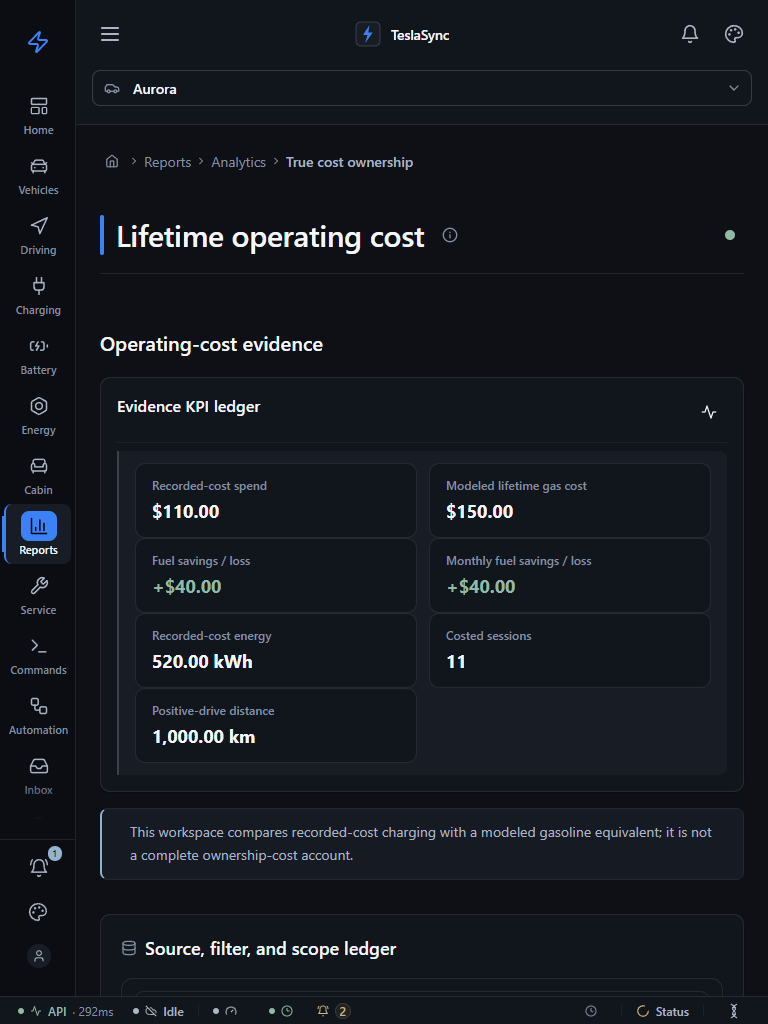 TeslaSync
Aurora
Home
Vehicles
Driving
Charging
Battery
Energy
Cabin
Reports
Service
Commands
Automation
Inbox
1
Reports > Analytics > True cost ownership
Lifetime operating cost
Operating-cost evidence
Evidence KPI ledger
Recorded-cost spend
$110.00
Modeled lifetime gas cost
$150.00
Fuel savings / loss
+$40.00
Monthly fuel savings / loss
+$40.00
Recorded-cost energy
520.00 kWh
Costed sessions
11
Positive-drive distance
1,000.00 km
This workspace compares recorded-cost charging with a modeled gasoline equivalent; it is not
a complete ownership-cost account.
Source, filter, and scope ledger
API · 292ms
Idle
2
Status